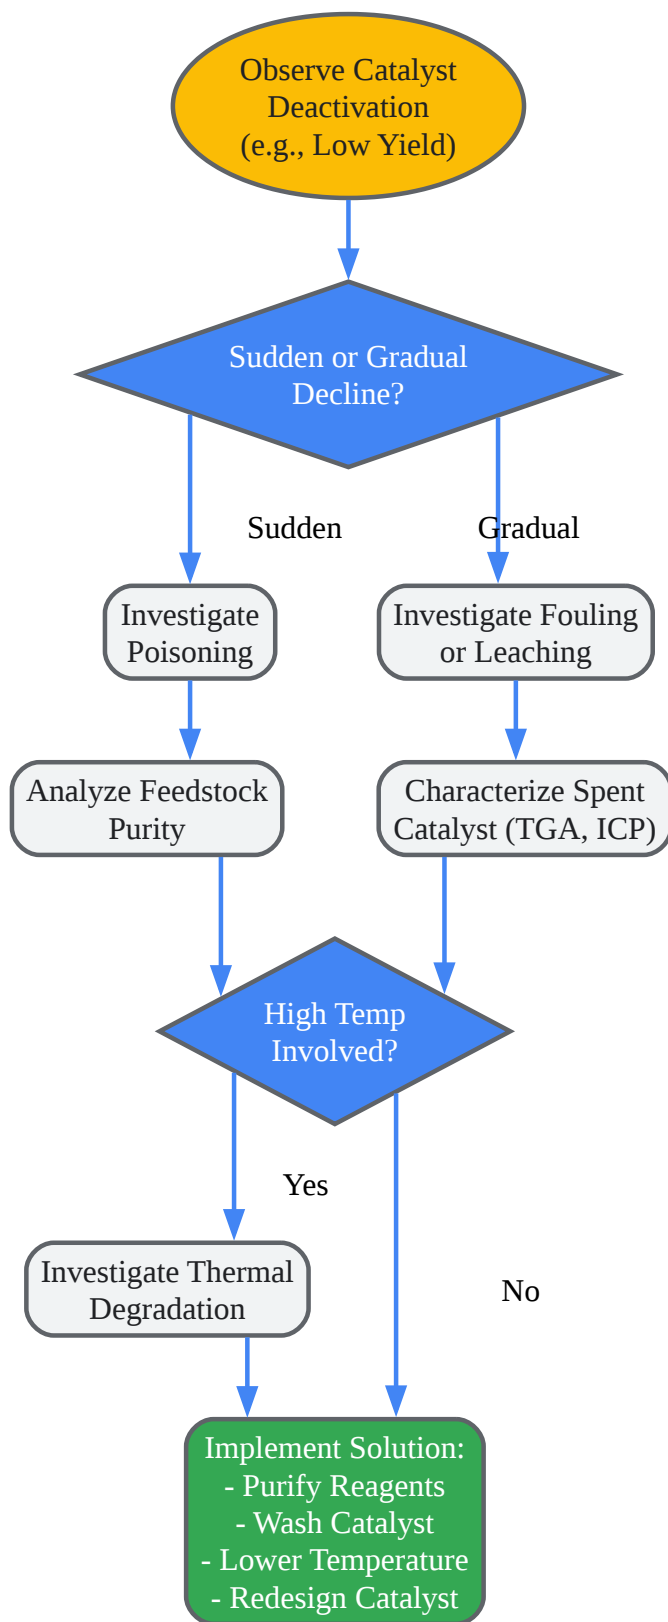 Observe Catalyst
Deactivation
(e.g., Low Yield)
Sudden or Gradual
Decline?
Sudden
Gradual
Investigate
Poisoning
Investigate Fouling
or Leaching
Analyze Feedstock
Purity
Characterize Spent
Catalyst (TGA, ICP)
High Temp
Involved?
Yes
Investigate Thermal
Degradation
No
Implement Solution:
- Purify Reagents
- Wash Catalyst
- Lower Temperature
- Redesign Catalyst